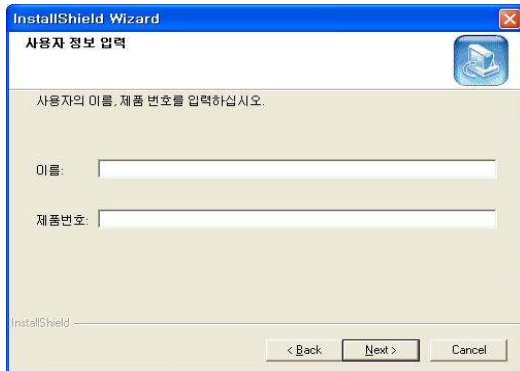 InstallShield Wizard
사용자 정보 입력
사용자의 이름, 제품 번호를 입력하십시오.
이름:
제품번호:
InstallShield
< Back
Next >
Cancel